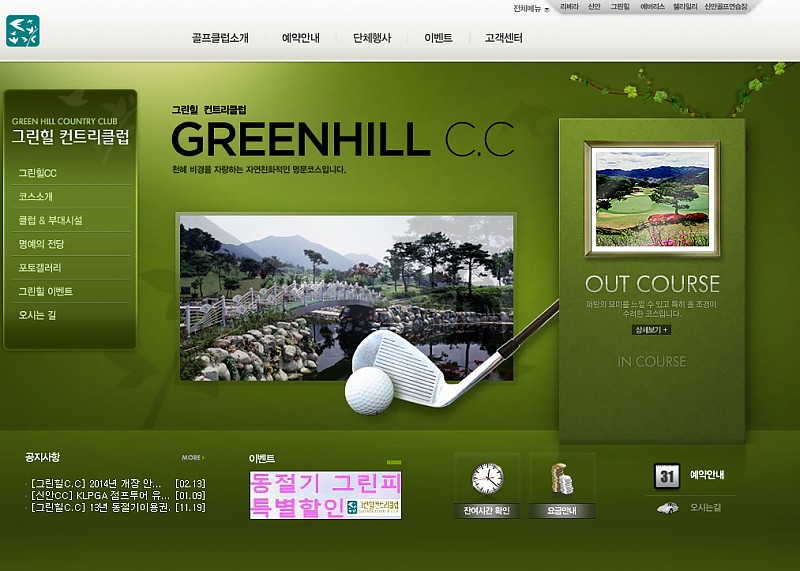 전체메뉴
리베라 신안 그린힐 에버리스 웰리힐리 신안골프연습장
골프클럽소개 예약안내 단체행사 이벤트 고객센터
GREEN HILL COUNTRY CLUB
그린힐 컨트리클럽
그린힐CC
코스소개
클럽 & 부대시설
명예의 전당
포토갤러리
그린힐 이벤트
오시는 길
그린힐 컨트리클럽
GREENHILL C.C
천혜 비경을 자랑하는 자연친화적인 명문코스입니다.
OUT COURSE
퍼팅의 묘미를 느낄 수 있고 특히 홀 조경이
수려한 코스입니다.
상세보기 +
IN COURSE
공지사항 MORE
[그린힐C.C] 2014년 개장 안... [02.13]
[신안CC] KLPGA 점프투어 유... [01.09]
[그린힐C.C] 13년 동절기이용권. [11.19]
이벤트
동절기 그린피
특별할인
잔여시간 확인
요금안내
31 예약안내
오시는길